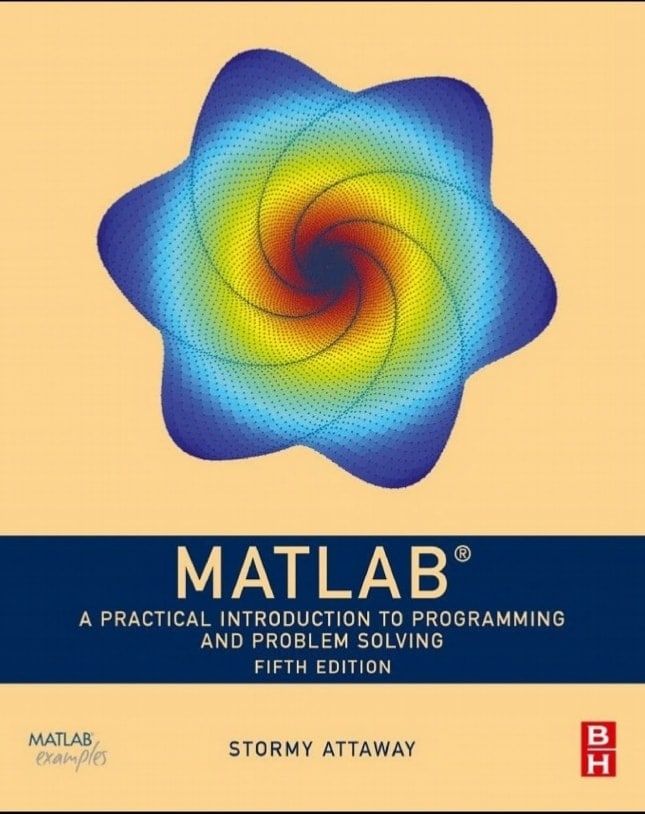 MATLAB®
A PRACTICAL INTRODUCTION TO PROGRAMMING
AND PROBLEM SOLVING
FIFTH EDITION
MATLAB®
examples
STORMY ATTAWAY
B
H